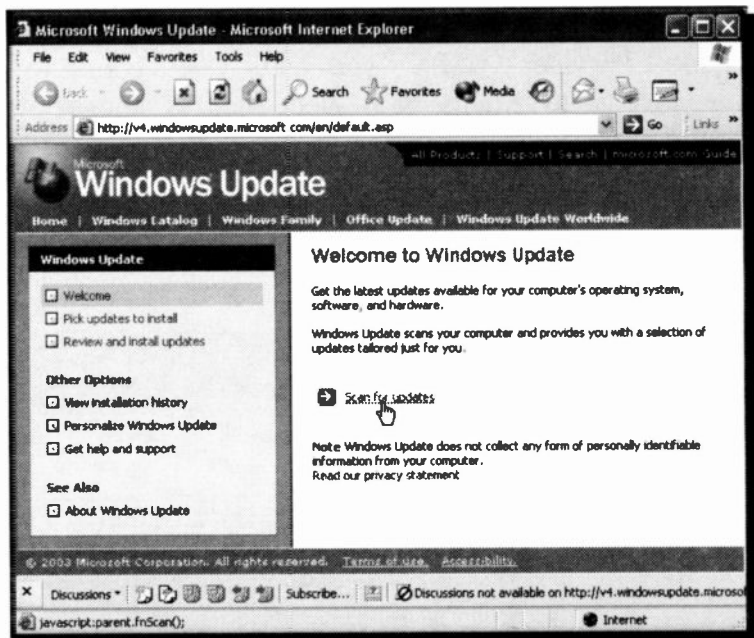 Microsoft Windows Update - Microsoft Internet Explorer
File Edit View Favorites Tools Help
Back Search Favorites Media
Address http://v4.windowsupdate.microsoft com/en/default.asp Go Links
All Products | Support | Search | microsoft.com Guide
Microsoft
Windows Update
Home | Windows Catalog | Windows Family | Office Update | Windows Update Worldwide
Windows Update
Welcome
Pick updates to install
Review and install updates
Other Options
View installation history
Personalize Windows Update
Get help and support
See Also
About Windows Update
Welcome to Windows Update
Get the latest updates available for your computer's operating system,
software, and hardware.
Windows Update scans your computer and provides you with a selection of
updates tailored just for you.
Scan for updates
Note Windows Update does not collect any form of personally identifiable
information from your computer.
Read our privacy statement
© 2003 Microsoft Corporation. All rights reserved. Terms of use. Accessibility.
Discussions Subscribe... Discussions not available on http://v4.windowsupdate.microsof
javascript:parent.fnScan(); Internet